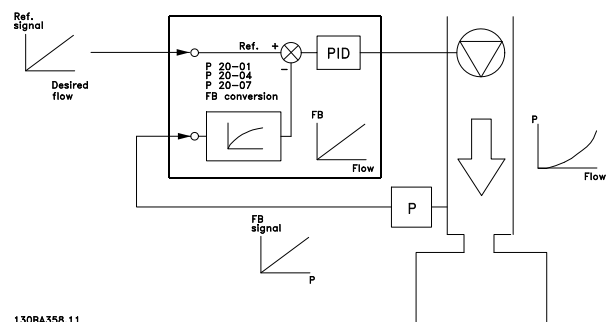 Ref.
signal
Desired
flow
Ref.
+
−
PID
P 20-01
P 20-04
P 20-07
FB conversion
FB
Flow
P
Flow
P
FB
signal
P
130BA358.11